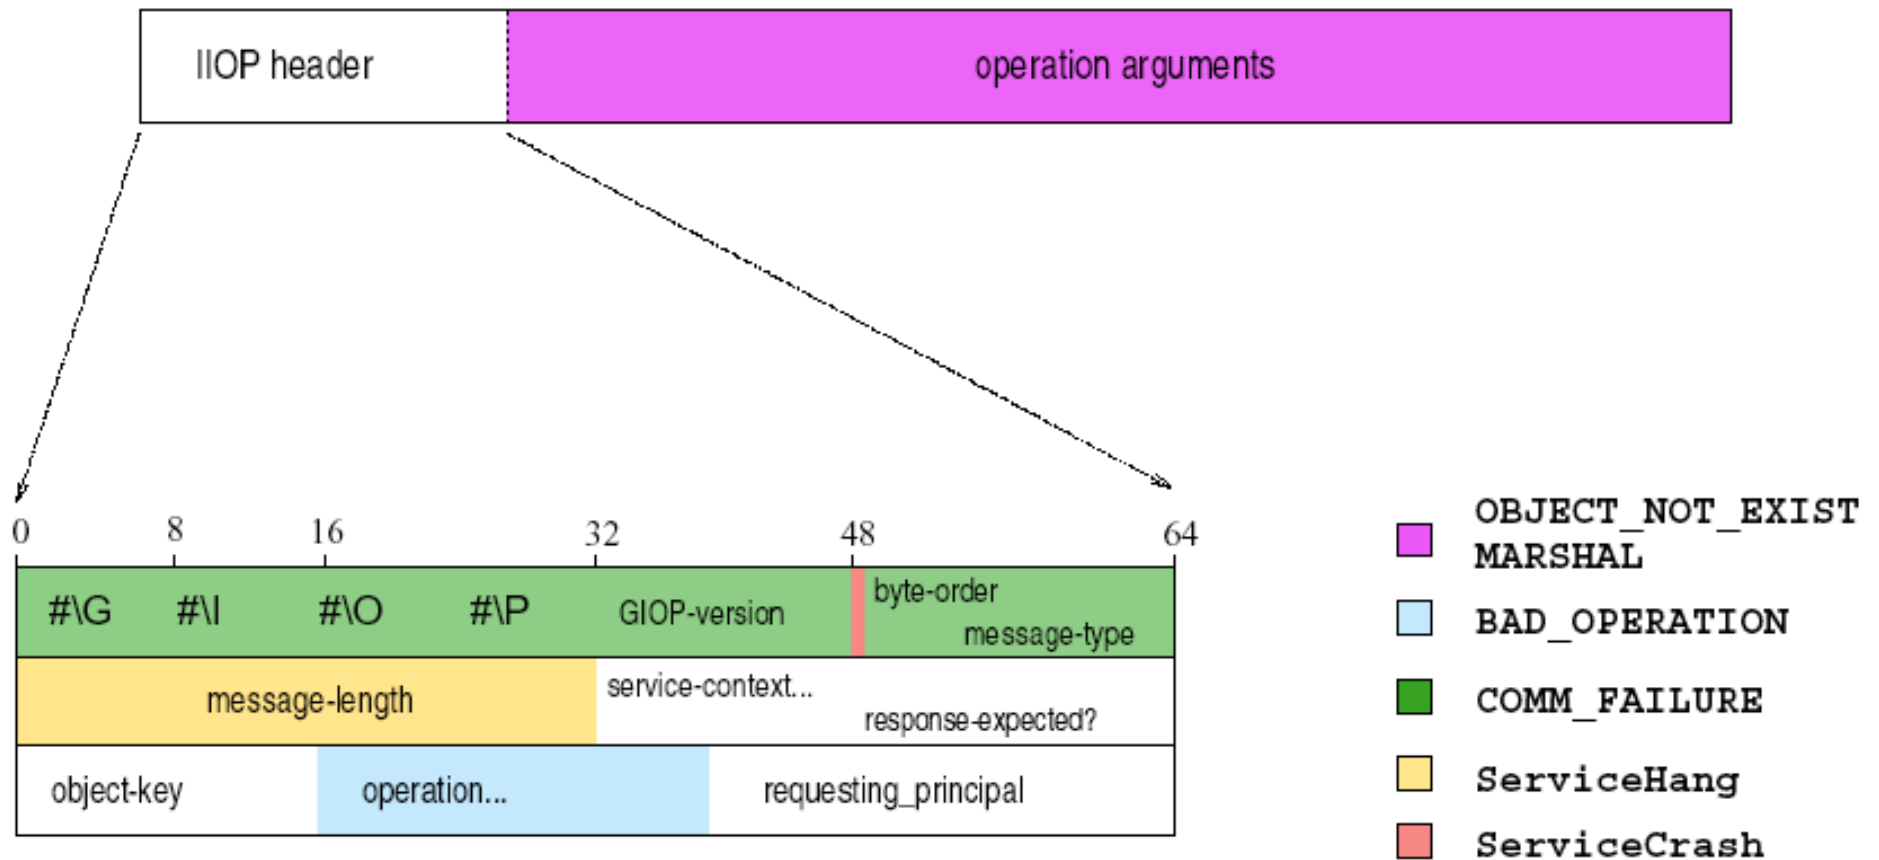 IIOP header
operation arguments
0 8 16 32 48 64
#\G #\I #\O #\P GIOP-version byte-order
message-type
message-length service-context...
response-expected?
object-key operation... requesting_principal
OBJECT_NOT_EXIST
MARSHAL
BAD_OPERATION
COMM_FAILURE
ServiceHang
ServiceCrash